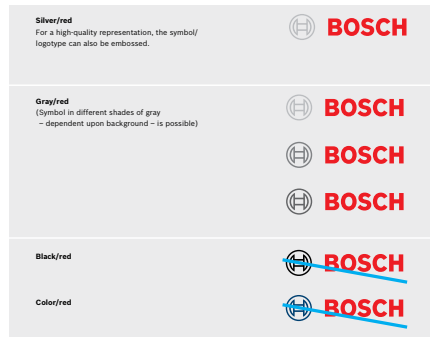 Silver/red
For a high-quality representation, the symbol/
logotype can also be embossed.
BOSCH
Gray/red
(Symbol in different shades of gray
– dependent upon background – is possible)
BOSCH
BOSCH
BOSCH
Black/red
BOSCH
Color/red
BOSCH